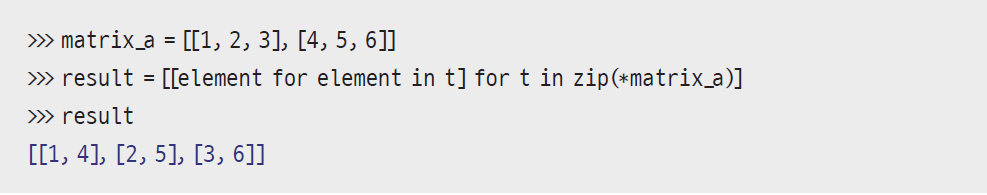 >>> matrix_a = [[1, 2, 3], [4, 5, 6]]
>>> result = [[element for element in t] for t in zip(*matrix_a)]
>>> result
[[1, 4], [2, 5], [3, 6]]